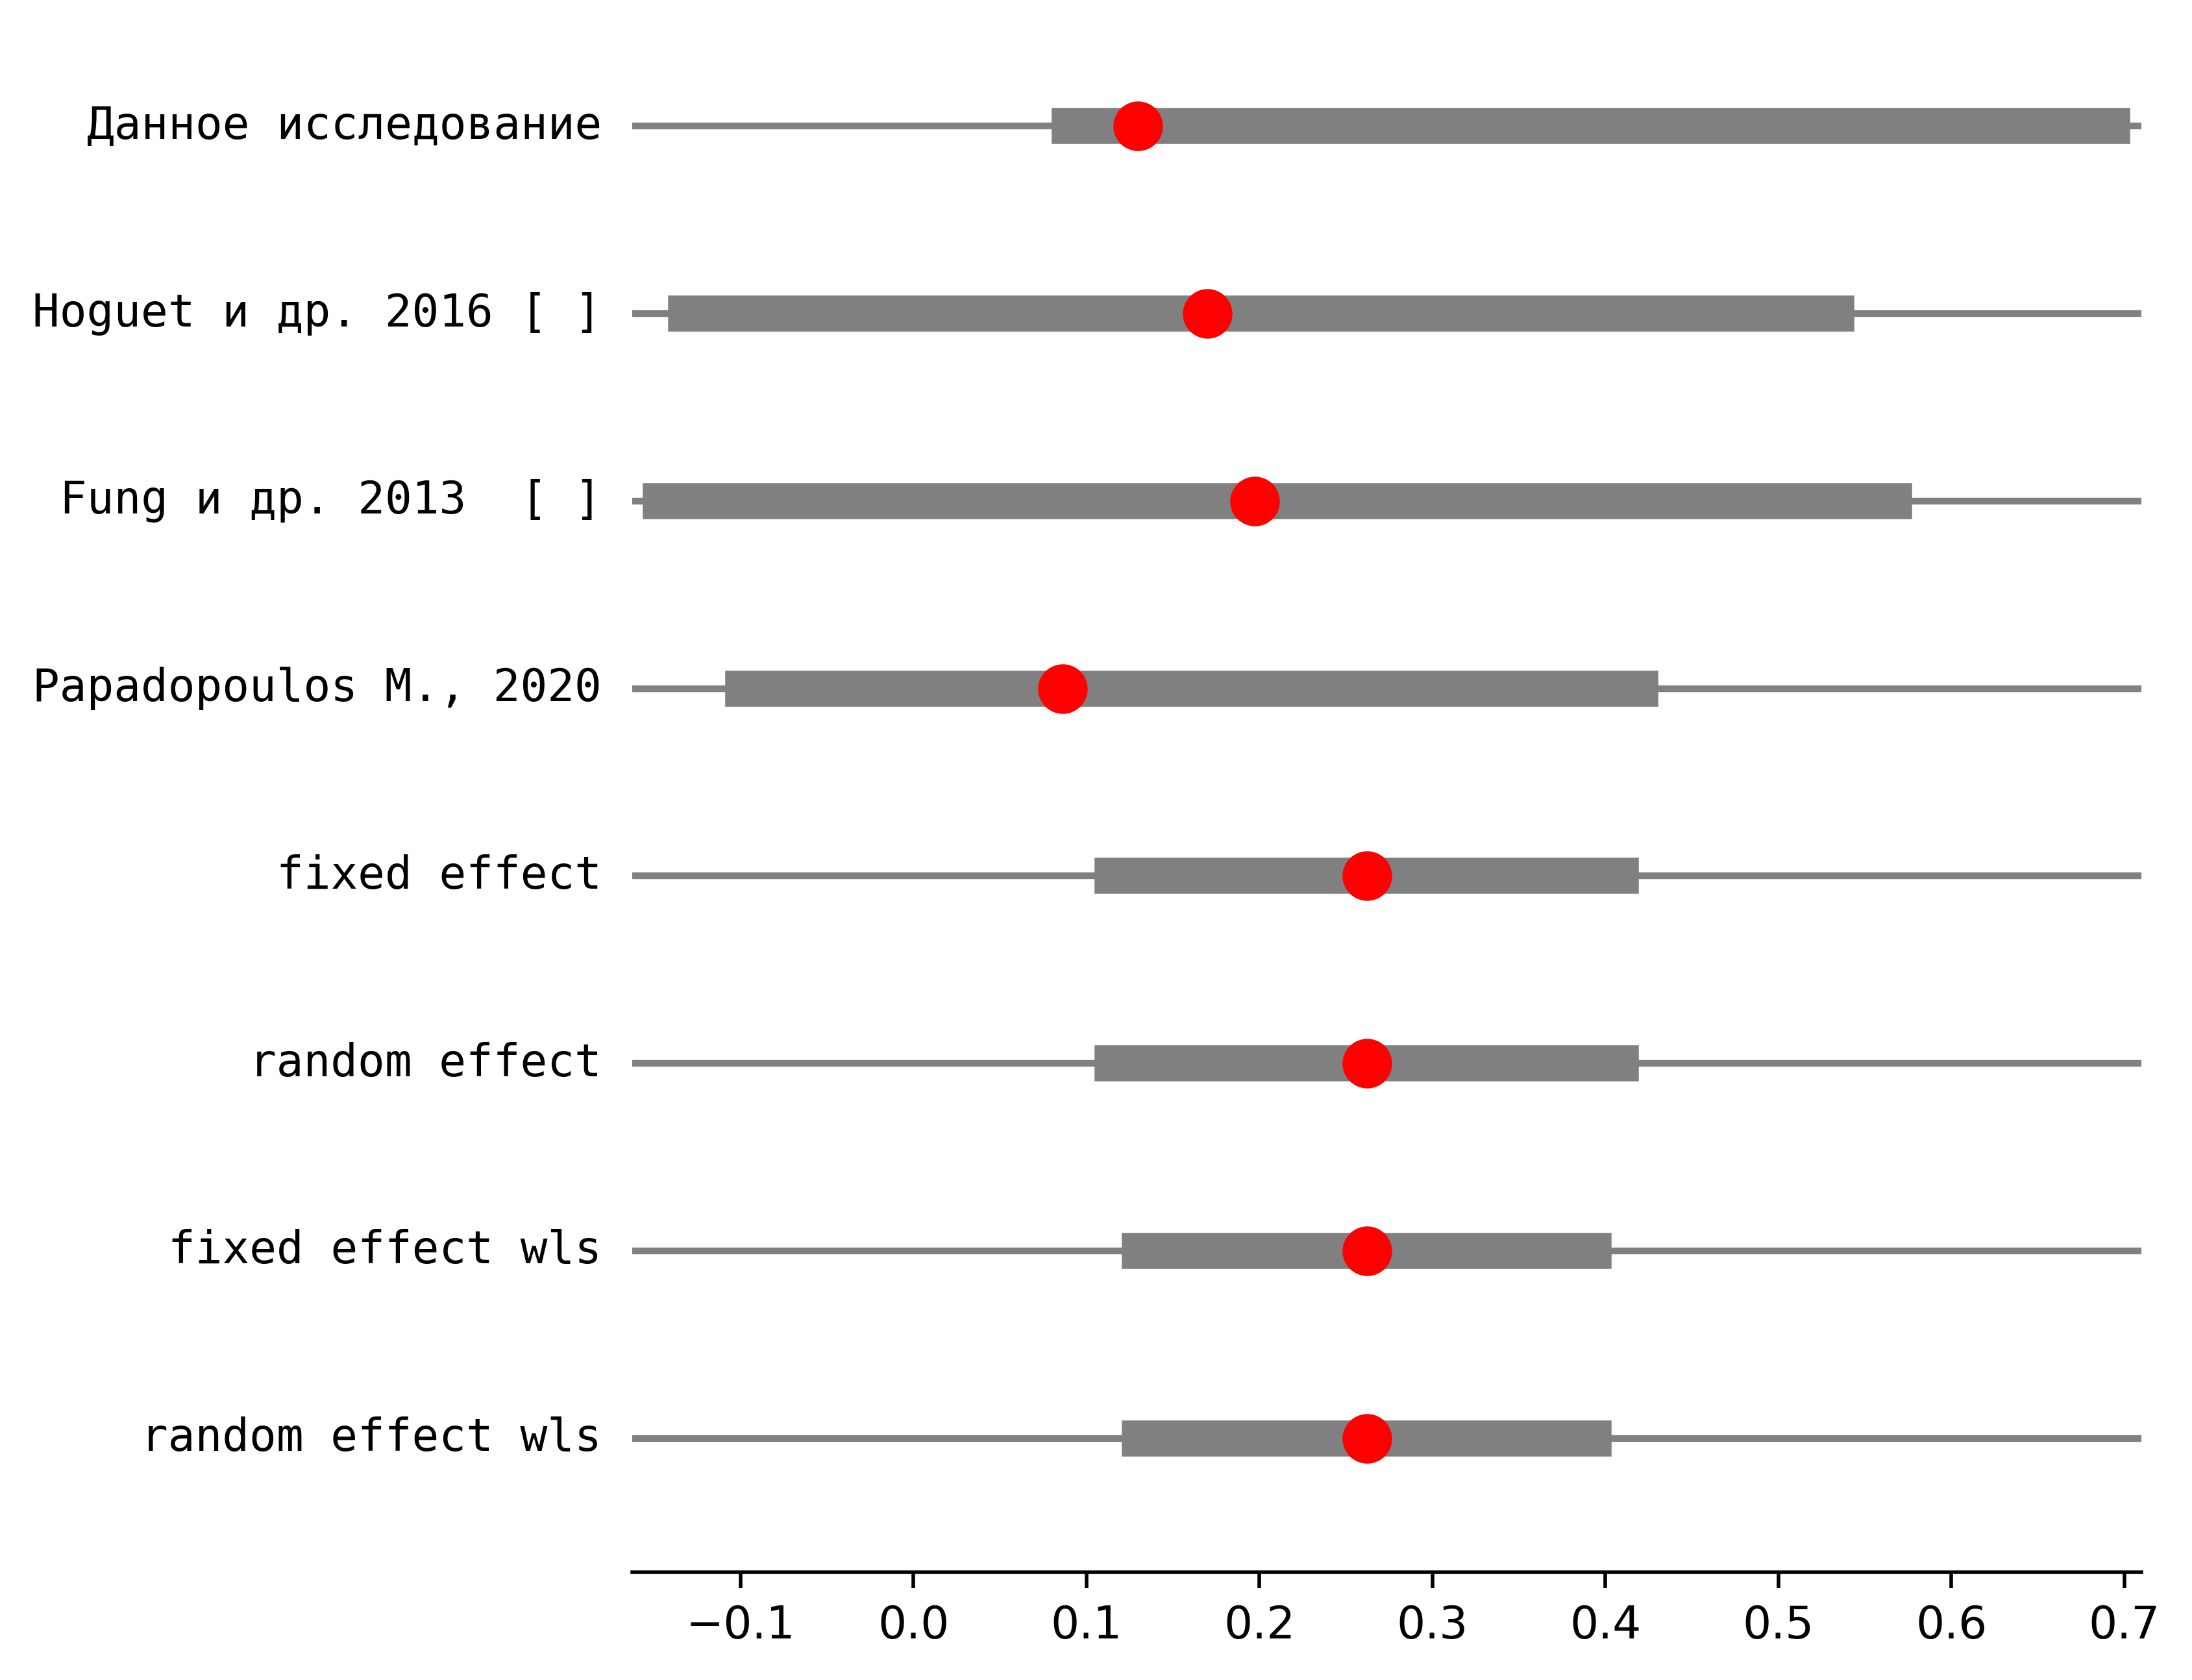 Данное исследование
Hoguet и др. 2016 [ ]
Fung и др. 2013  [ ]
Papadopoulos M., 2020
fixed effect
random effect
fixed effect wls
random effect wls
−0.1 0.0 0.1 0.2 0.3 0.4 0.5 0.6 0.7